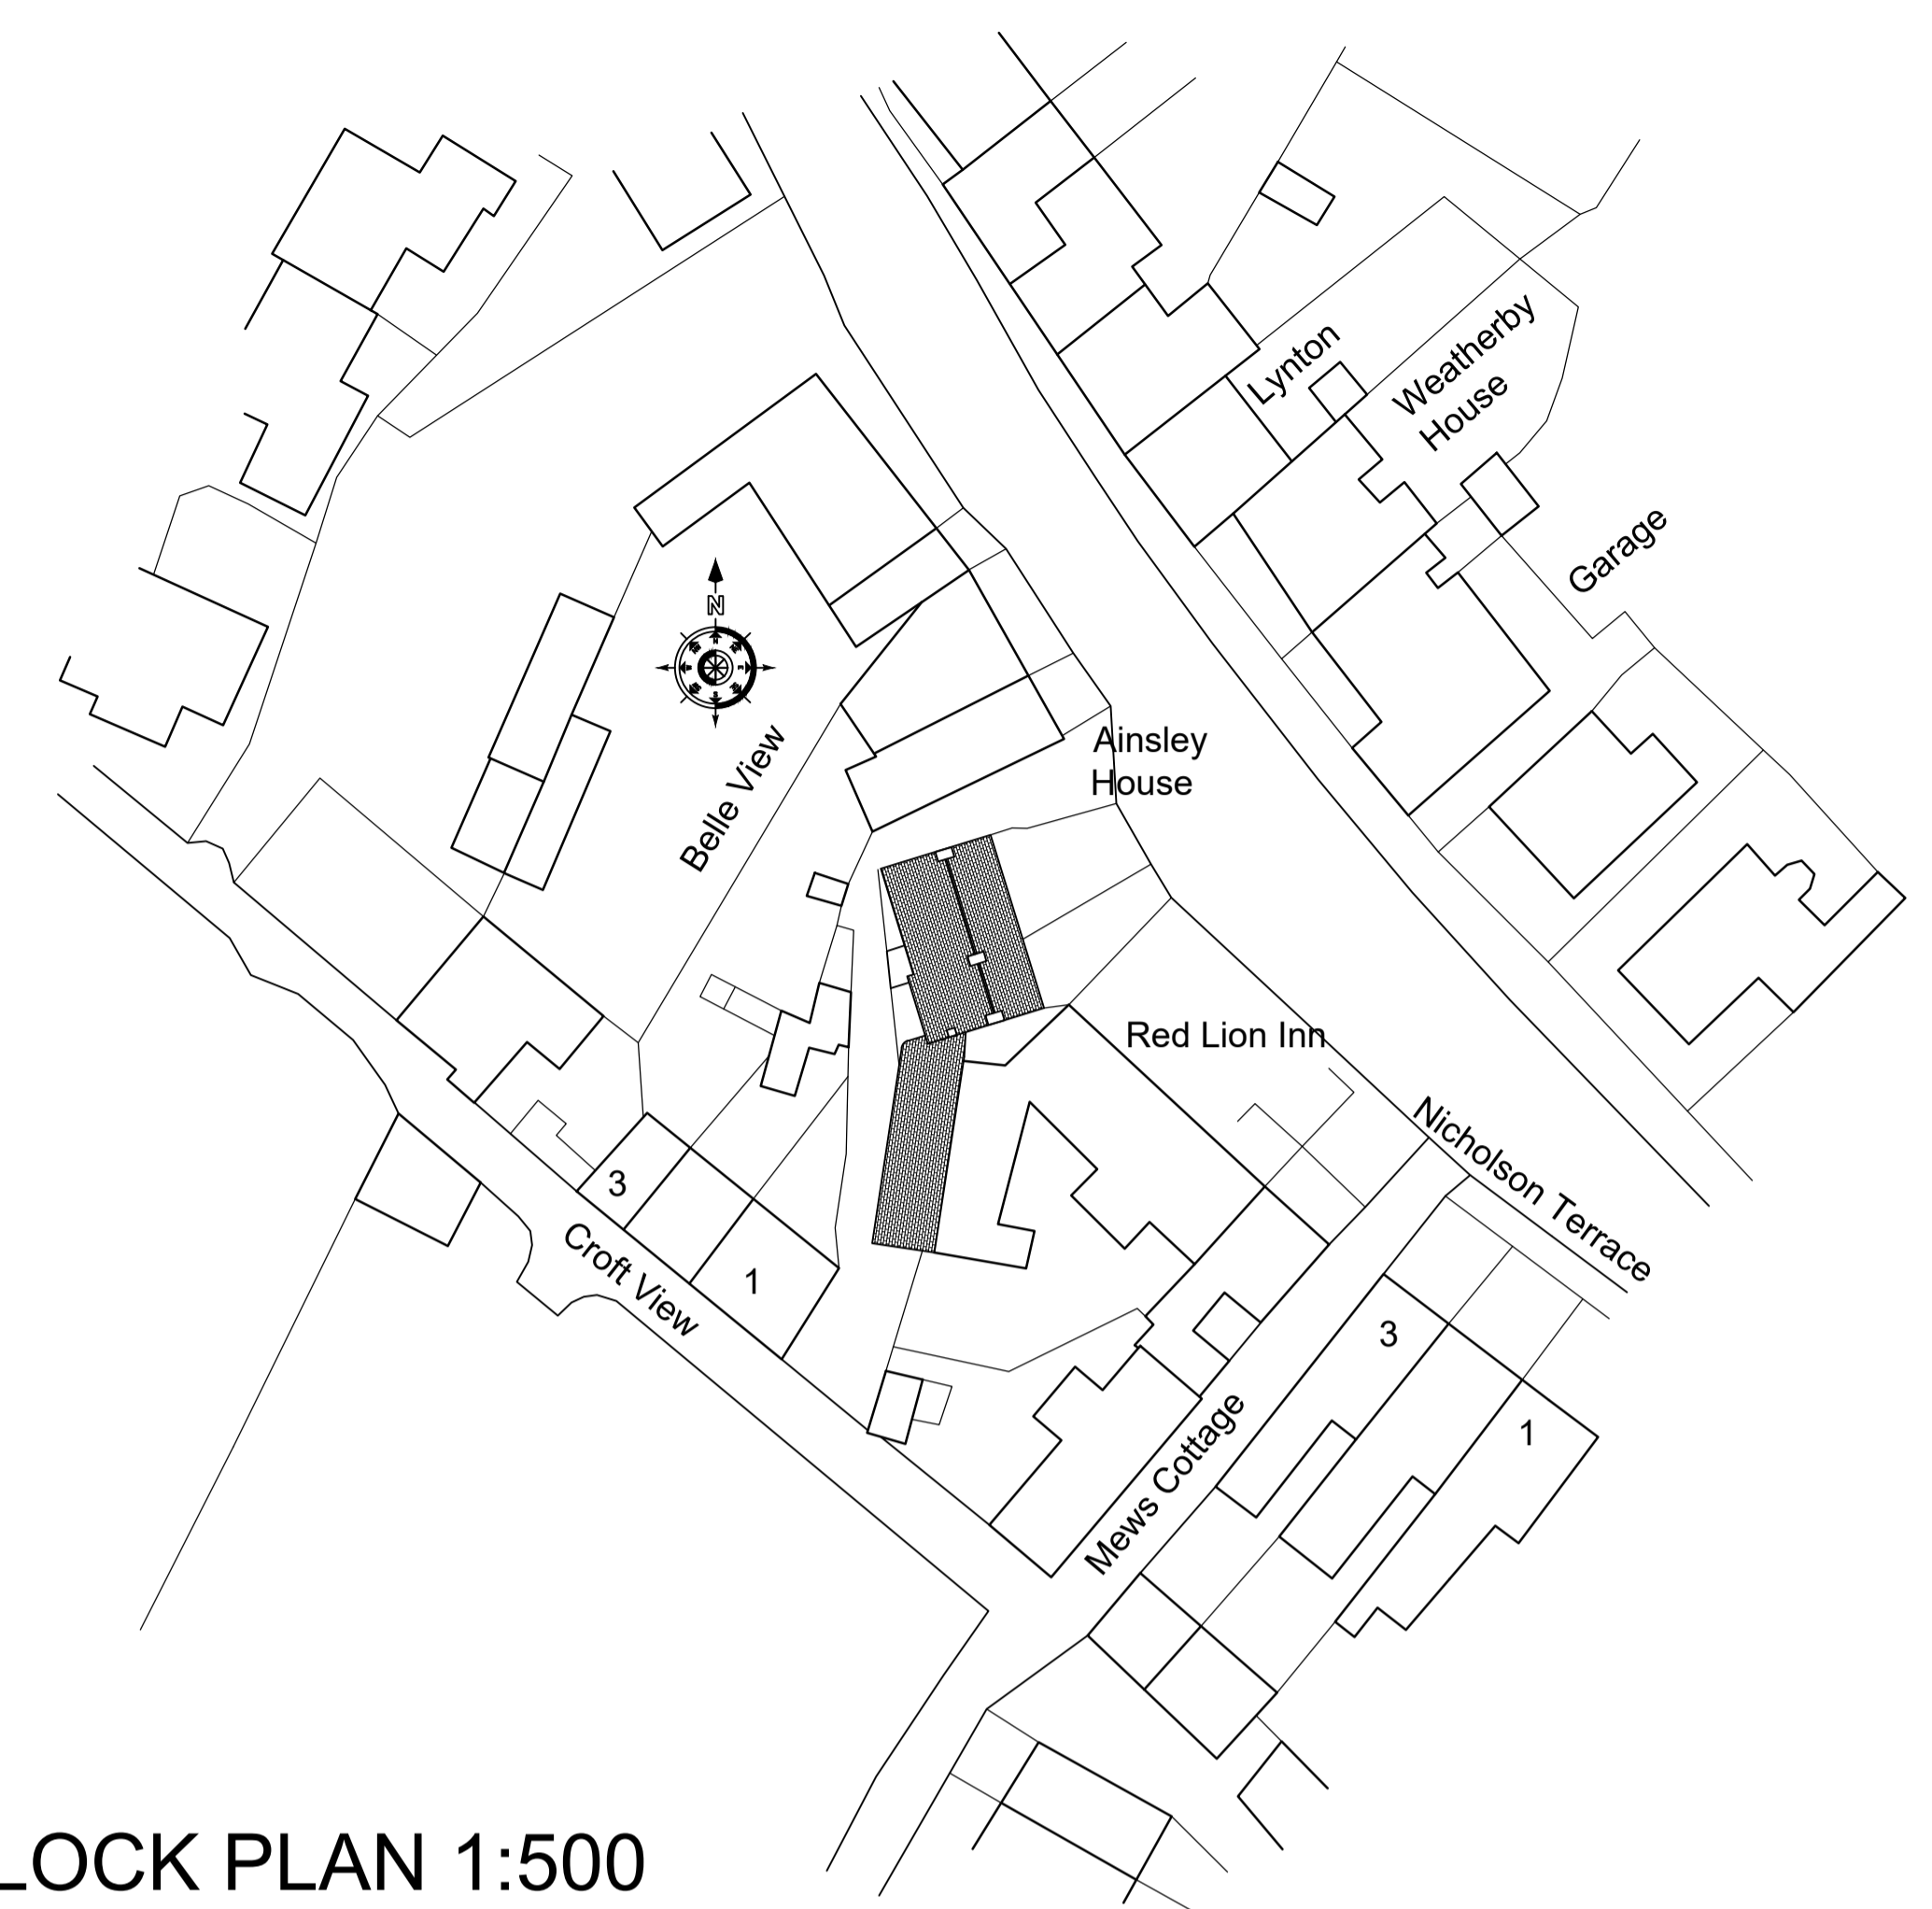 Lynton
Weatherby
House
Garage
N
Belle View
Ainsley
House
Red Lion Inn
Nicholson Terrace
3
1
Croft View
3
1
Mews Cottage
LOCK PLAN 1:500